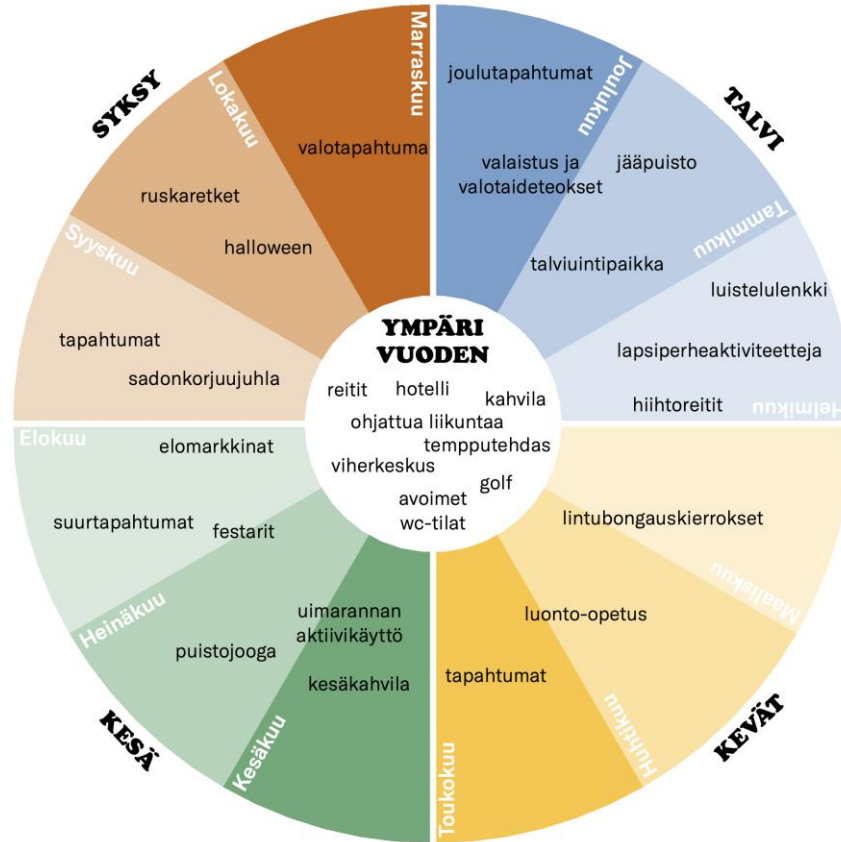 SYKSY
TALVI
KESÄ
KEVÄT
Marraskuu
valotapahtuma
Joulukuu
joulutapahtumat
valaistus ja
valotaideteokset
Tammikuu
jääpuisto
talviuintipaikka
Helmikuu
luistelulenkki
lapsiperheaktiviteetteja
hiihtoreitit
Maaliskuu
lintubongauskierrokset
Huhtikuu
luonto-opetus
Toukokuu
tapahtumat
Kesäkuu
uimarannan
aktiivikäyttö
kesäkahvila
Heinäkuu
puistojooga
festarit
Elokuu
elomarkkinat
suurtapahtumat
Syyskuu
tapahtumat
sadonkorjuujuhla
Lokakuu
ruskaretket
halloween
YMPÄRI
VUODEN
reitit
hotelli
kahvila
ohjattua liikuntaa
tempputehdas
viherkeskus
golf
avoimet
wc-tilat